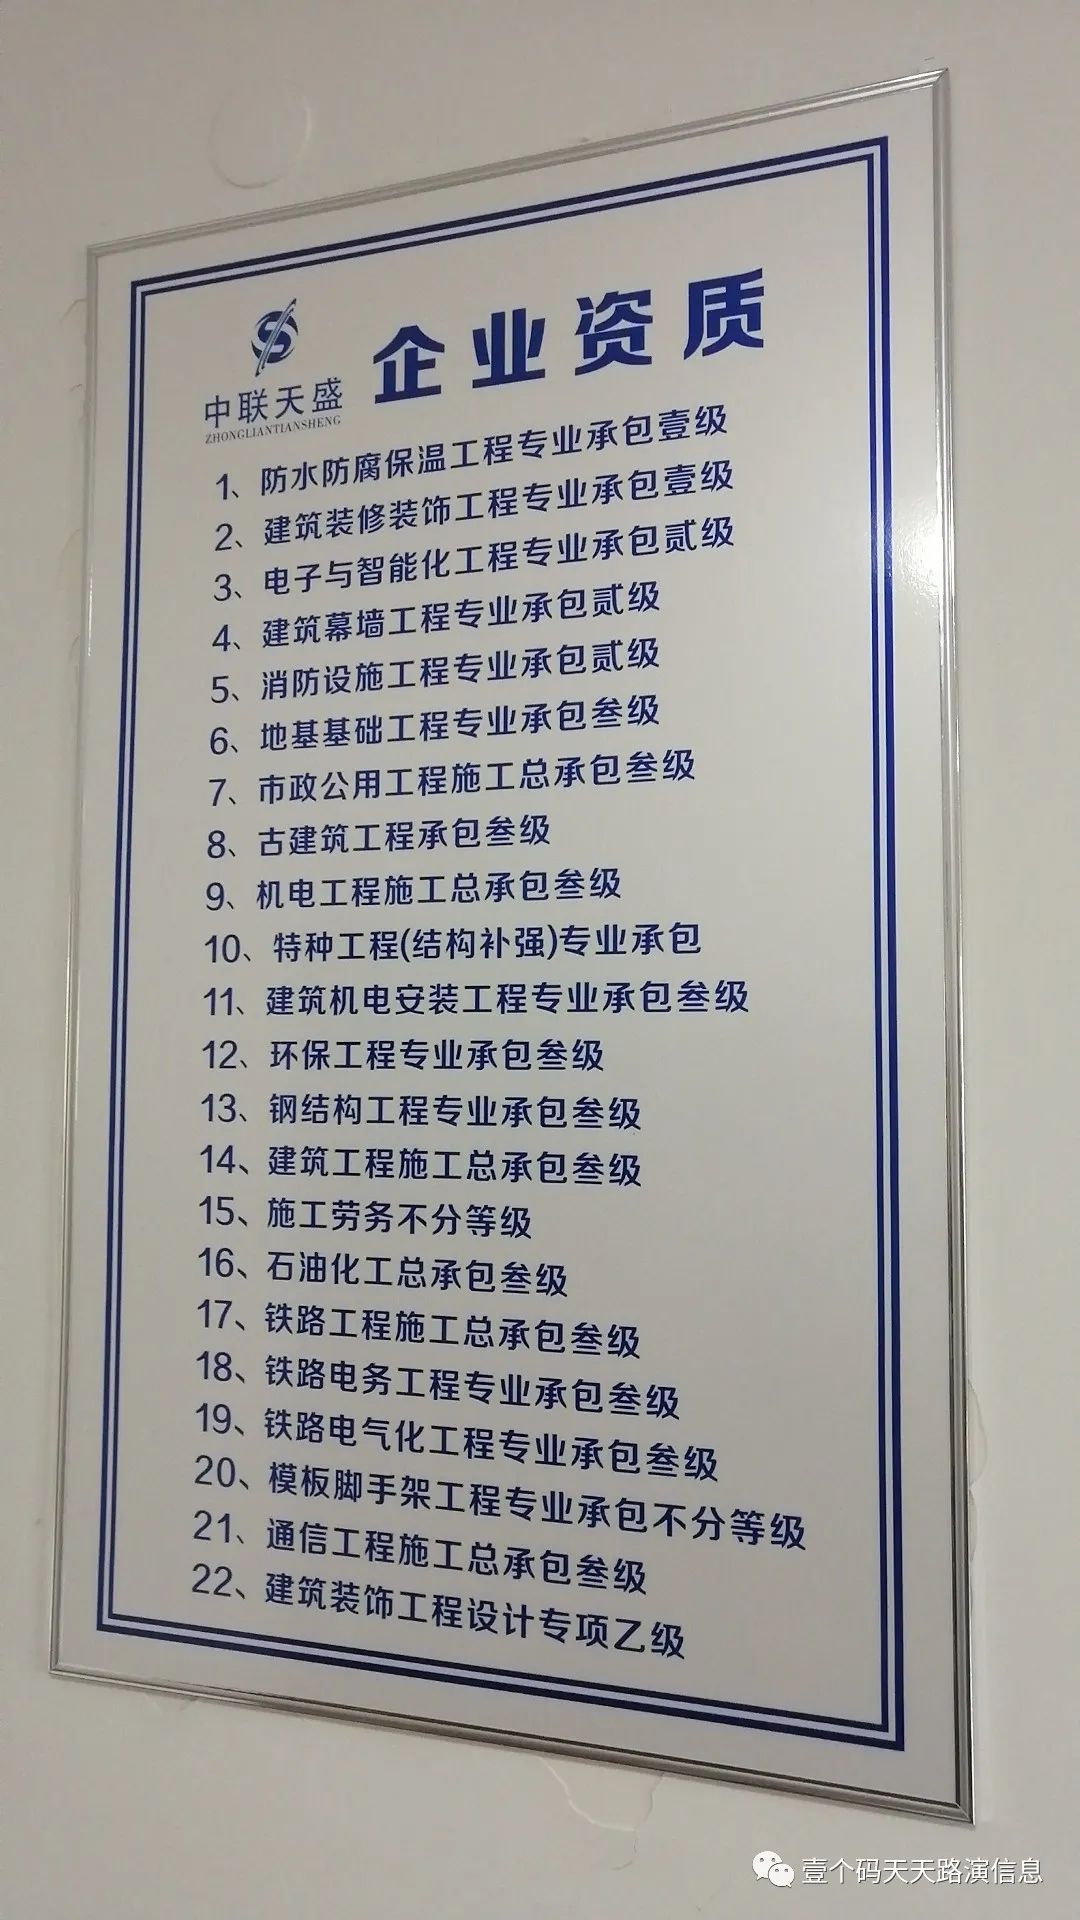 企业资质
中联天盛
ZHONGLIANTIANSHENG
1、防水防腐保温工程专业承包壹级
2、建筑装修装饰工程专业承包壹级
3、电子与智能化工程专业承包贰级
4、建筑幕墙工程专业承包贰级
5、消防设施工程专业承包贰级
6、地基基础工程专业承包叁级
7、市政公用工程施工总承包叁级
8、古建筑工程承包叁级
9、机电工程施工总承包叁级
10、特种工程(结构补强)专业承包
11、建筑机电安装工程专业承包叁级
12、环保工程专业承包叁级
13、钢结构工程专业承包叁级
14、建筑工程施工总承包叁级
15、施工劳务不分等级
16、石油化工总承包叁级
17、铁路工程施工总承包叁级
18、铁路电务工程专业承包叁级
19、铁路电气化工程专业承包叁级
20、模板脚手架工程专业承包不分等级
21、通信工程施工总承包叁级
22、建筑装饰工程设计专项乙级
壹个码天天路演信息